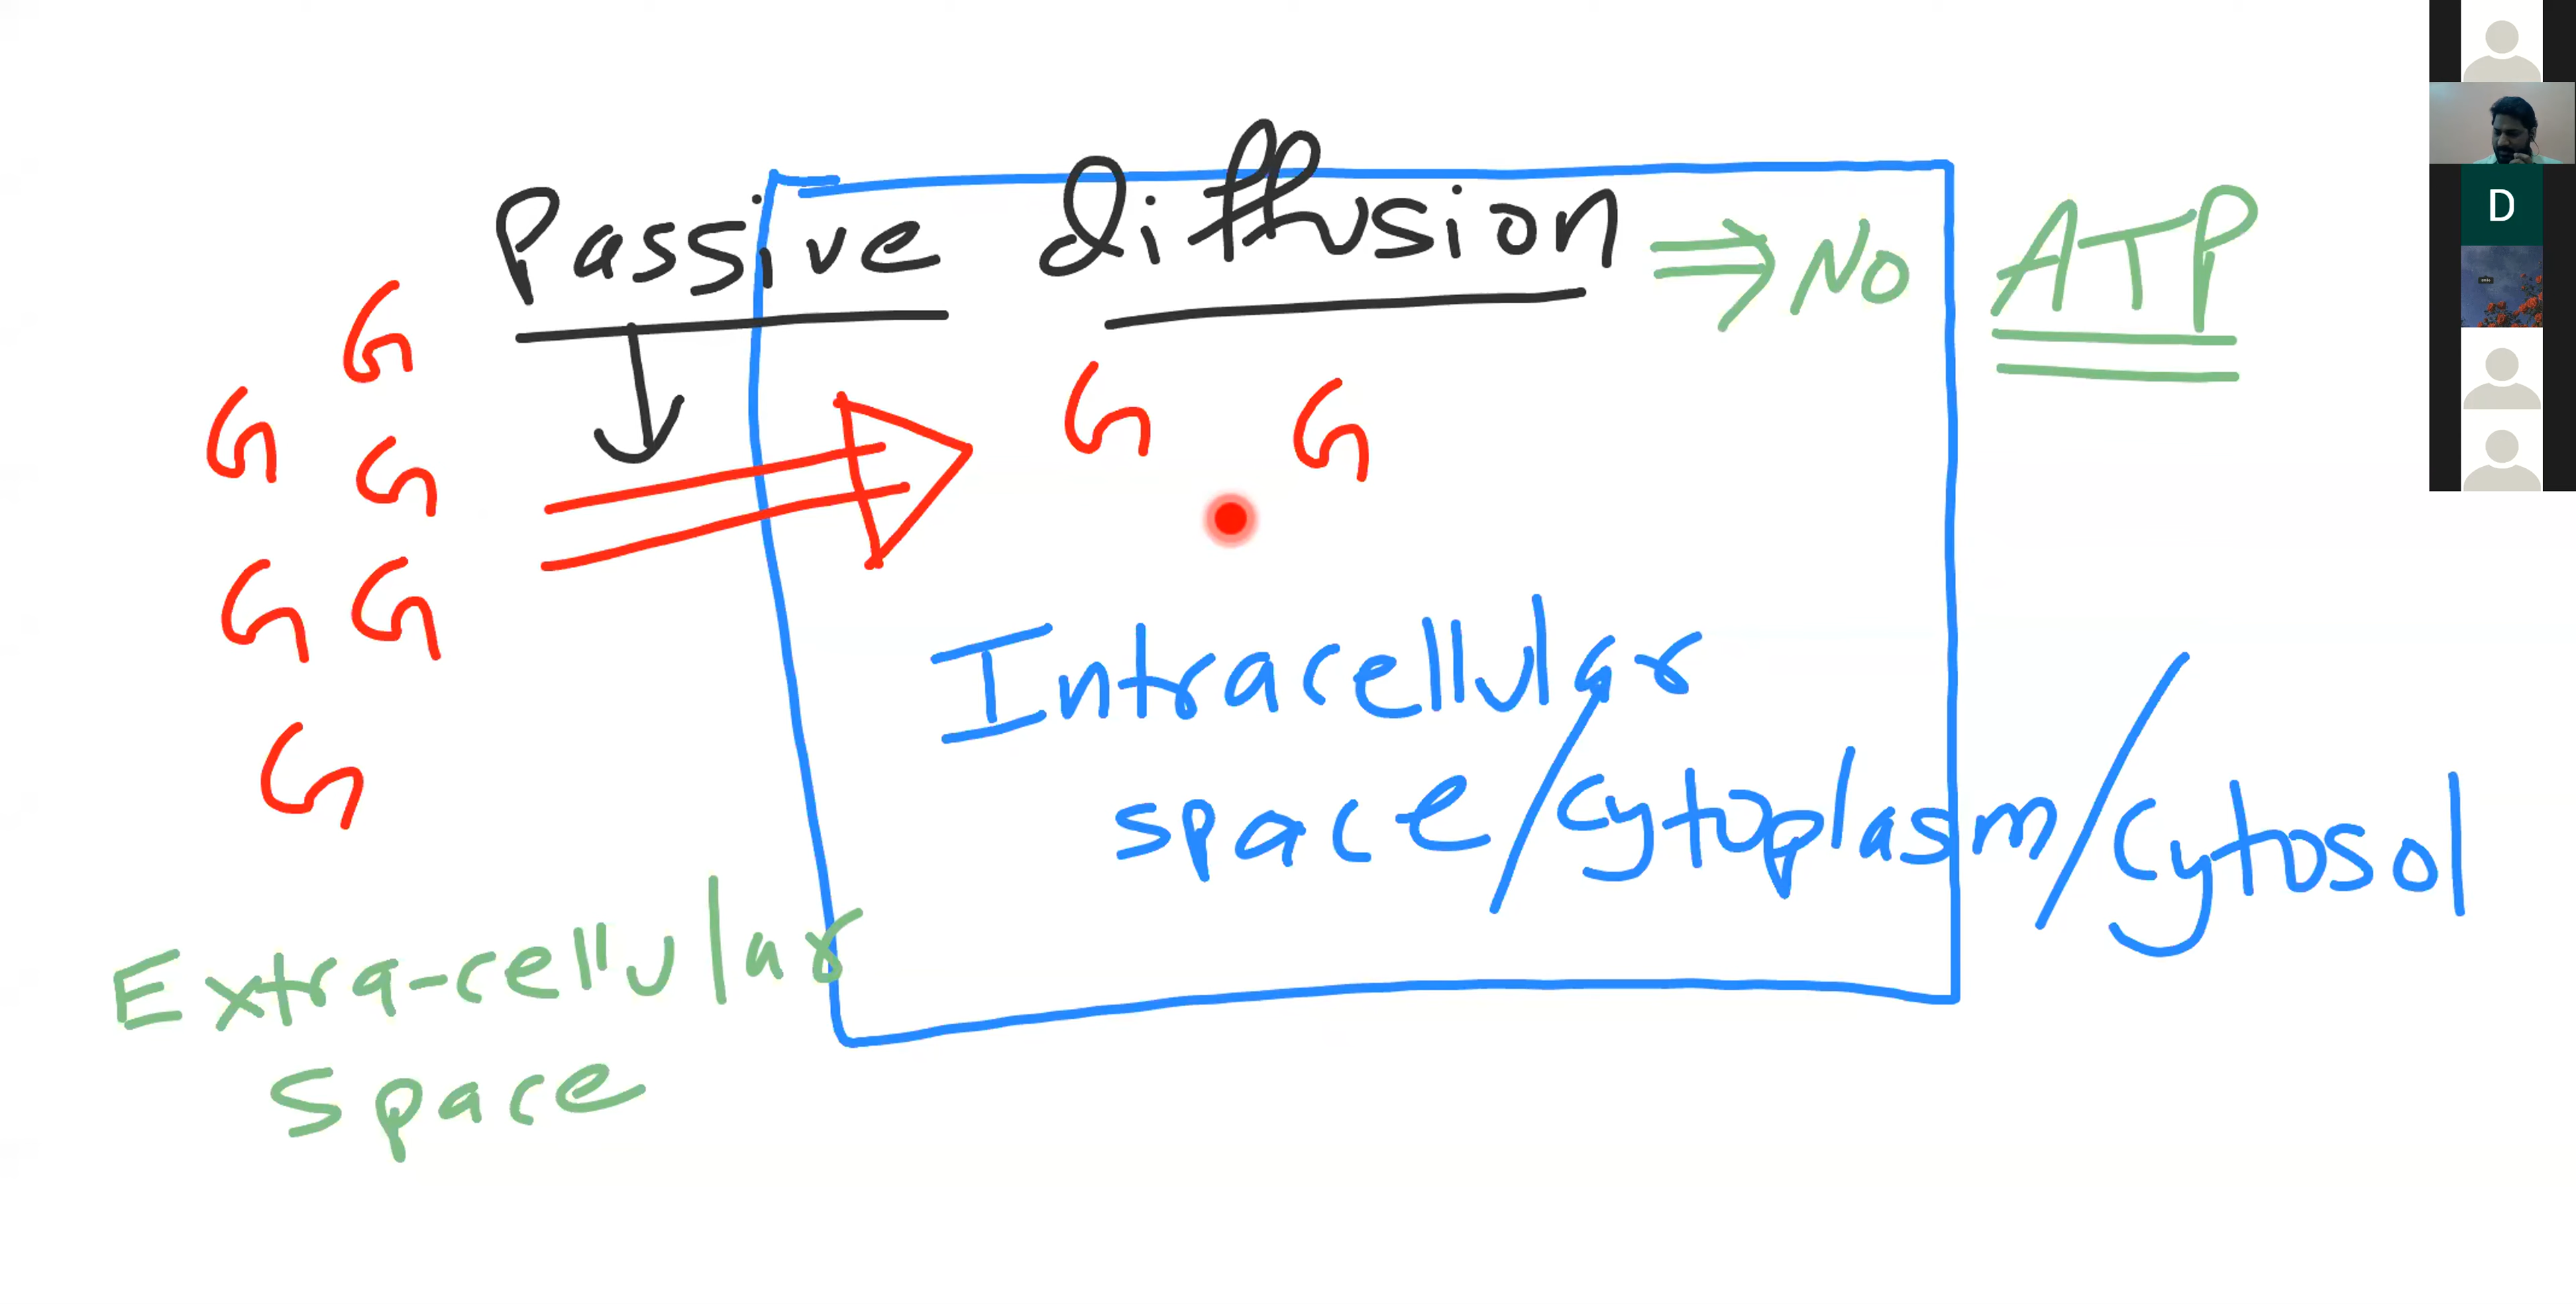 Passive diffusion ⇒ No ATP
G
G
G
G
G
G
G
G
Intracellular
space/cytoplasm/cytosol
Extra-cellular
Space
D